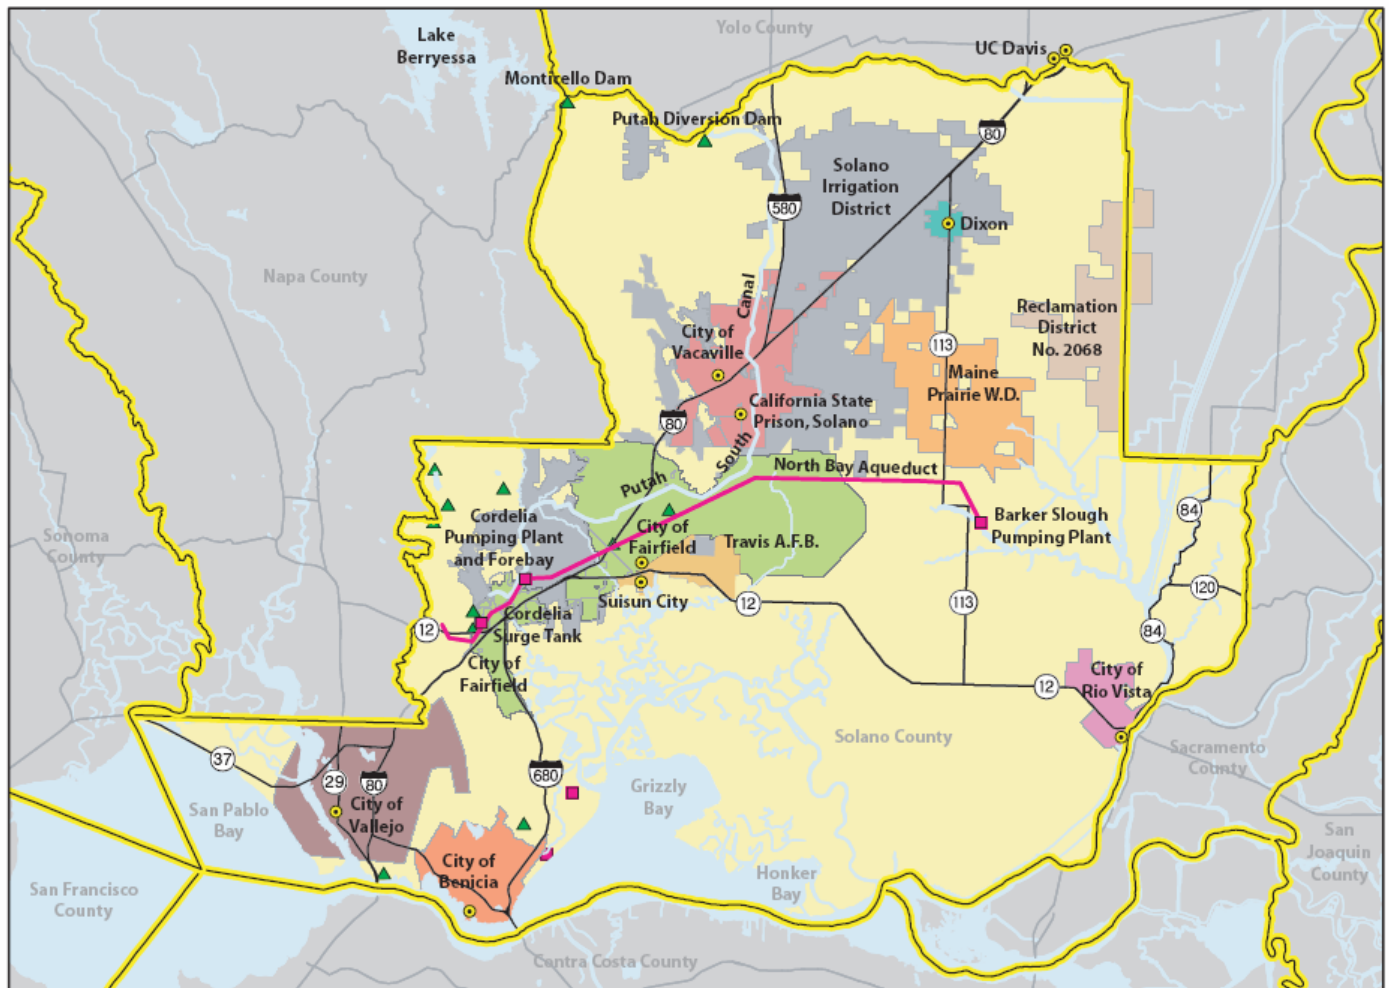 Yolo County
Lake
Berryessa
UC Davis
Monticello Dam
Putah Diversion Dam
80
Solano
Irrigation
District
580
Dixon
Napa County
Canal
Reclamation
District
No. 2068
City of
Vacaville
113
Maine
Prairie W.D.
California State
Prison, Solano
80
South
North Bay Aqueduct
Putah
84
Cordelia
Pumping Plant
and Forebay
City of
Fairfield
Travis A.F.B.
Barker Slough
Pumping Plant
Sonoma
County
120
Suisun City
12
113
12
Cordelia
Surge Tank
84
City of
Fairfield
City of
Rio Vista
12
Solano County
Sacramento
County
37
29
80
680
Grizzly
Bay
San Pablo
Bay
City of
Vallejo
San
Joaquin
County
City of
Benicia
Honker
Bay
San Francisco
County
Contra Costa County